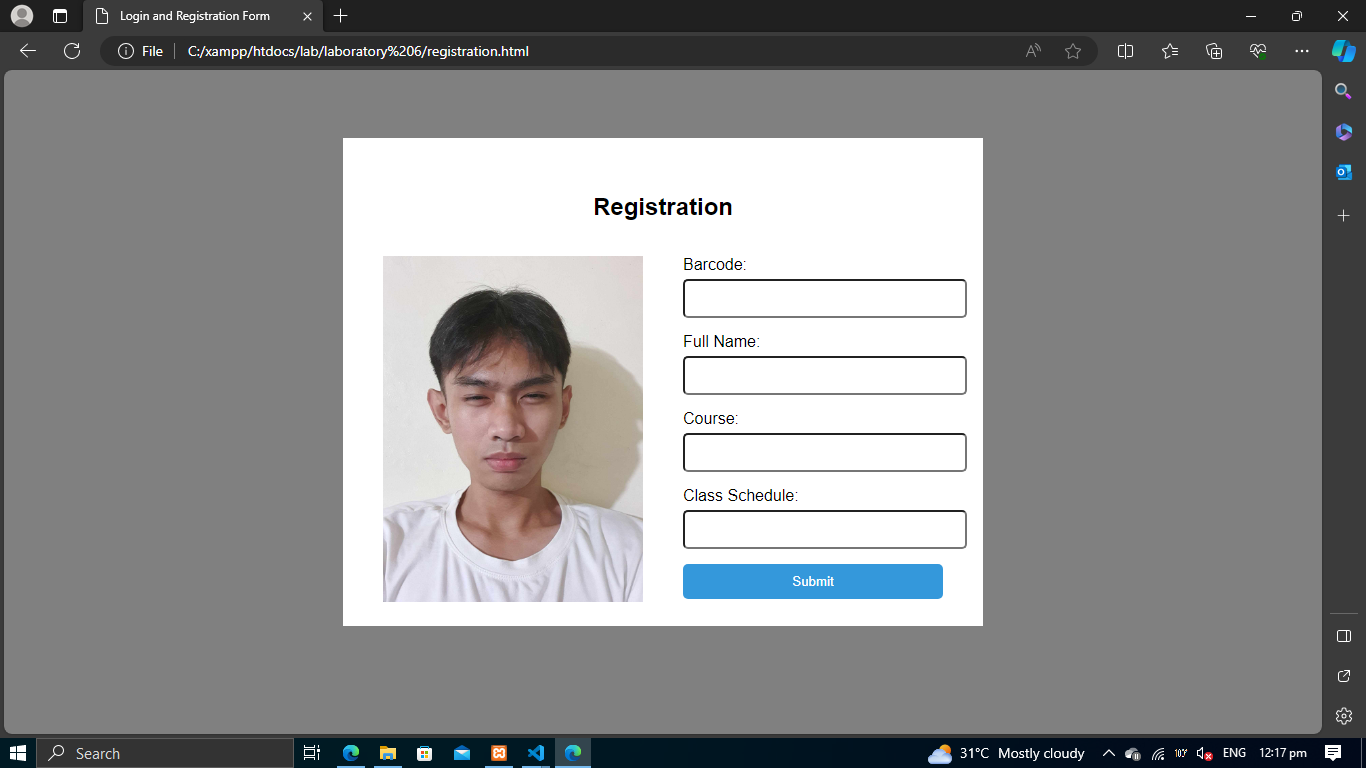 Login and Registration Form
File
C:/xampp/htdocs/lab/laboratory%206/registration.html
Registration
Barcode:
Full Name:
Course:
Class Schedule:
Submit
Search
31°C Mostly cloudy
ENG
12:17 pm